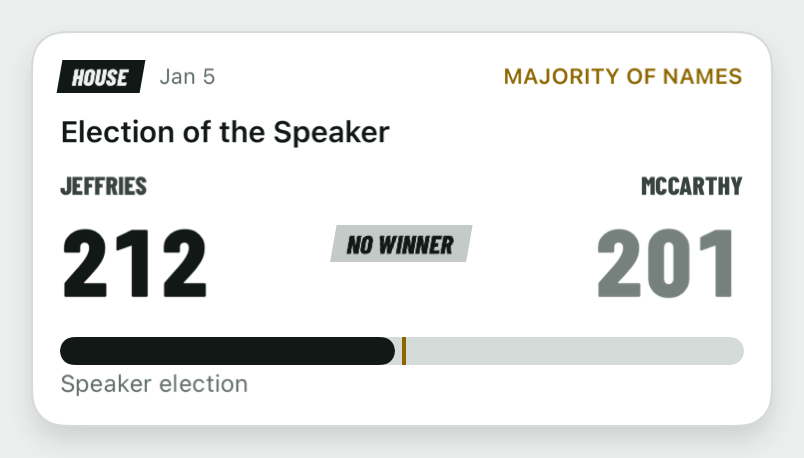 HOUSE Jan 5 MAJORITY OF NAMES
Election of the Speaker
JEFFRIES MCCARTHY
212 NO WINNER 201
Speaker election